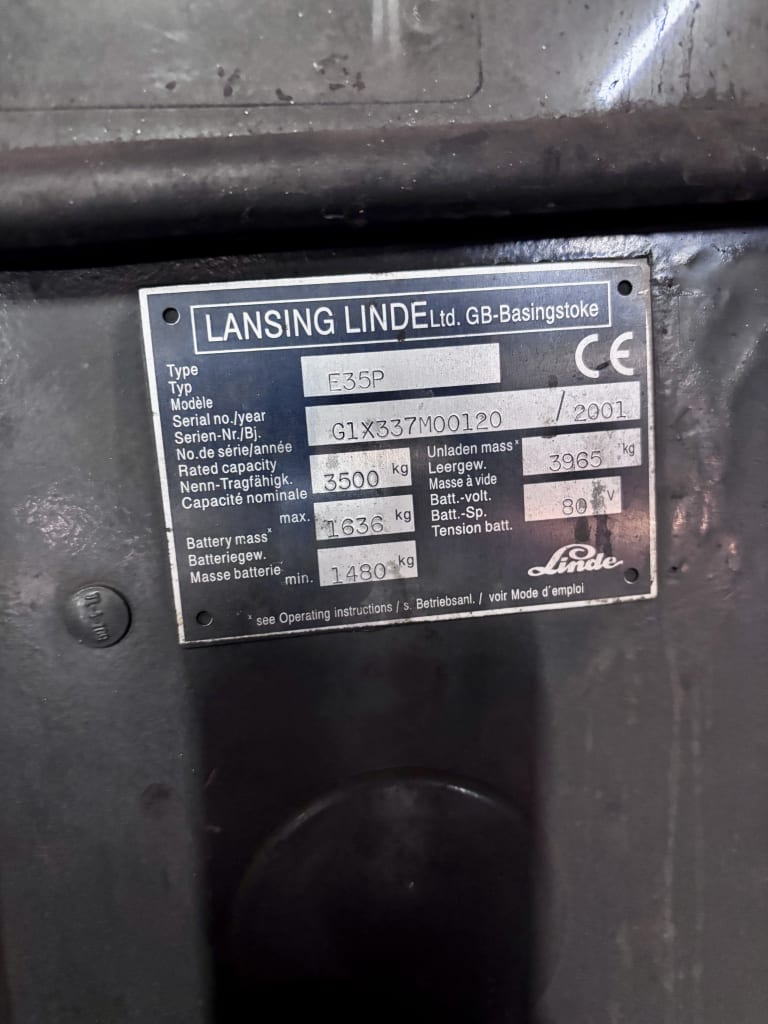 LANSING LINDE Ltd. GB-Basingstoke
CE
Type
Typ
Modèle
E35P
Serial no./year
Serien-Nr./Bj.
No.de série/année
G1X337M00120 / 2001
Rated capacity
Nenn-Tragfähigk.
Capacité nominale
3500 kg
Unladen mass x
Leergew.
Masse à vide
3965 kg
Battery mass x
Batteriegew.
Masse batterie
max. 1636 kg
min. 1480 kg
Batt.-volt.
Batt.-Sp.
Tension batt.
80 V
Linde
x see Operating instructions / s. Betriebsanl. / voir Mode d'emploi